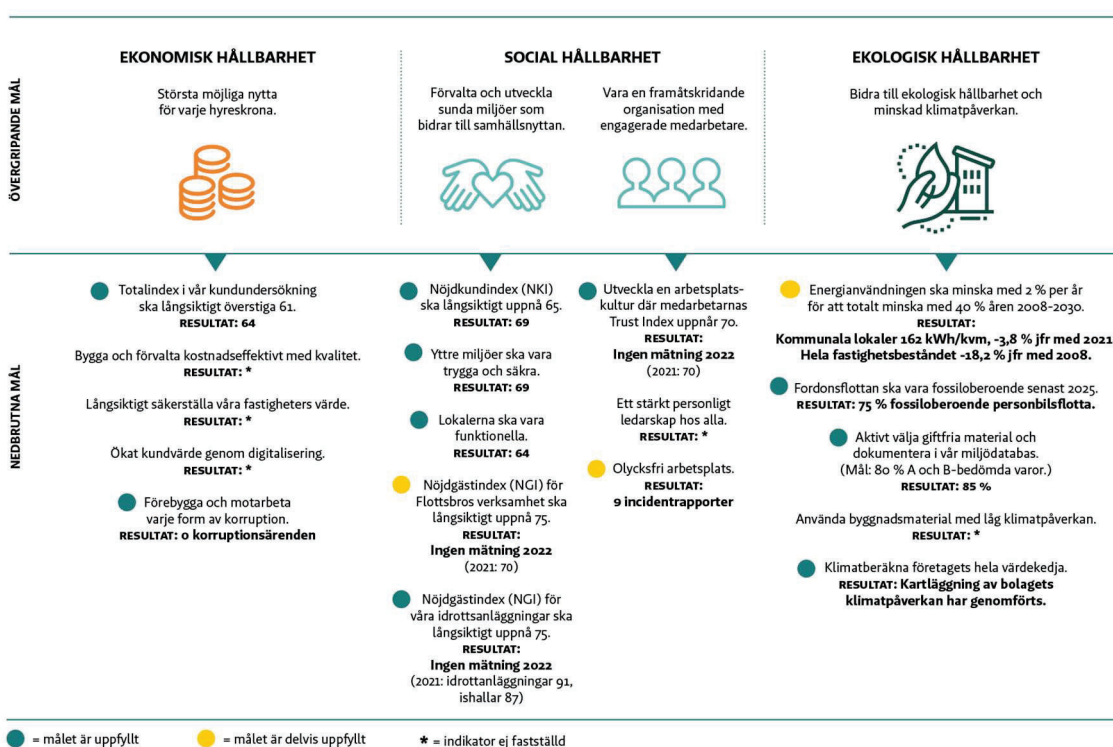 ÖVERGRIPANDE MÅL
EKONOMISK HÅLLBARHET
Största möjliga nytta
för varje hyreskrona.
SOCIAL HÅLLBARHET
Förvalta och utveckla
sunda miljöer som
bidrar till samhällsnyttan.
Vara en framåtskridande
organisation med
engagerade medarbetare.
EKOLOGISK HÅLLBARHET
Bidra till ekologisk hållbarhet och
minskad klimatpåverkan.
NEDBRUTNA MÅL
Totalindex i vår kundundersökning
ska långsiktigt överstiga 61.
RESULTAT: 64
Bygga och förvalta kostnadseffektivt med kvalitet.
RESULTAT: *
Långsiktigt säkerställa våra fastigheters värde.
RESULTAT: *
Ökat kundvärde genom digitalisering.
RESULTAT: *
Förebygga och motarbeta
varje form av korruption.
RESULTAT: 0 korruptionsärenden
Nöjdkundindex (NKI)
ska långsiktigt uppnå 65.
RESULTAT: 69
Yttre miljöer ska vara
trygga och säkra.
RESULTAT: 69
Lokalerna ska vara
funktionella.
RESULTAT: 64
Nöjdgästindex (NGI) för
Flottsbros verksamhet ska
långsiktigt uppnå 75.
RESULTAT:
Ingen mätning 2022
(2021: 70)
Nöjdgästindex (NGI) för
våra idrottsanläggningar ska
långsiktigt uppnå 75.
RESULTAT:
Ingen mätning 2022
(2021: idrottanläggningar 91,
ishallar 87)
Utveckla en arbetsplats-
kultur där medarbetarnas
Trust Index uppnår 70.
RESULTAT:
Ingen mätning 2022
(2021: 70)
Ett stärkt personligt
ledarskap hos alla.
RESULTAT: *
Olycksfri arbetsplats.
RESULTAT:
9 incidentrapporter
Energianvändningen ska minska med 2 % per år
för att totalt minska med 40 % åren 2008-2030.
RESULTAT:
Kommunala lokaler 162 kWh/kvm, -3,8 % jfr med 2021
Hela fastighetsbeståndet -18,2 % jfr med 2008.
Fordonsflottan ska vara fossiloberoende senast 2025.
RESULTAT: 75 % fossiloberoende personbilsflotta.
Aktivt välja giftfria material och
dokumentera i vår miljödatabas.
(Mål: 80 % A och B-bedömda varor.)
85 %
Använda byggnadsmaterial med låg klimatpåverkan.
RESULTAT: *
Klimatberäkna företagets hela värdekedja.
RESULTAT: Kartläggning av bolagets
klimatpåverkan har genomförts.
= målet är uppfyllt
= målet är delvis uppfyllt
* = indikator ej fastställd